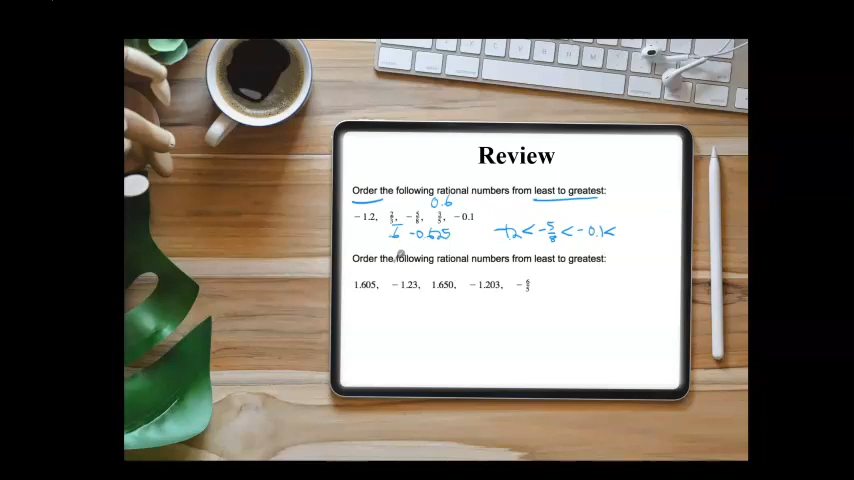 Review
Order the following rational numbers from least to greatest:
0.6
−1.2, 2/3, −5/8, 3/5, −0.1
.6 -0.625
-1.2 < -5/8 < -0.1 <
Order the following rational numbers from least to greatest:
1.605, −1.23, 1.650, −1.203, −6/5